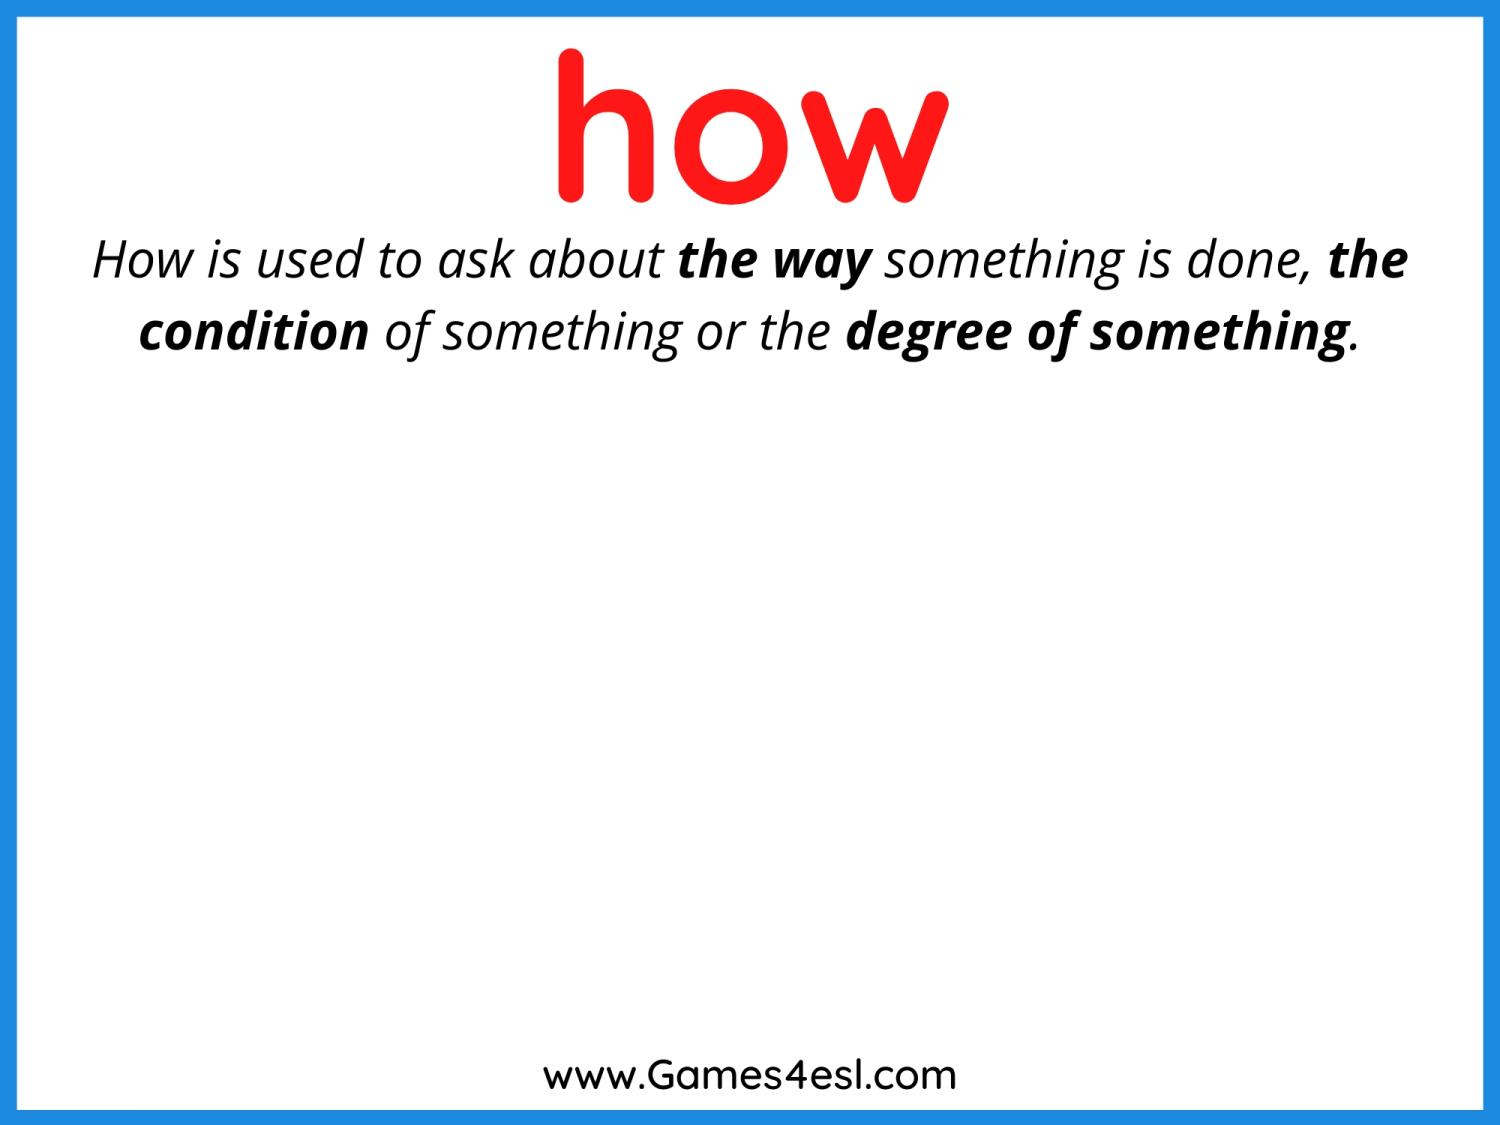 how
How is used to ask about the way something is done, the
condition of something or the degree of something.
www.Games4esl.com